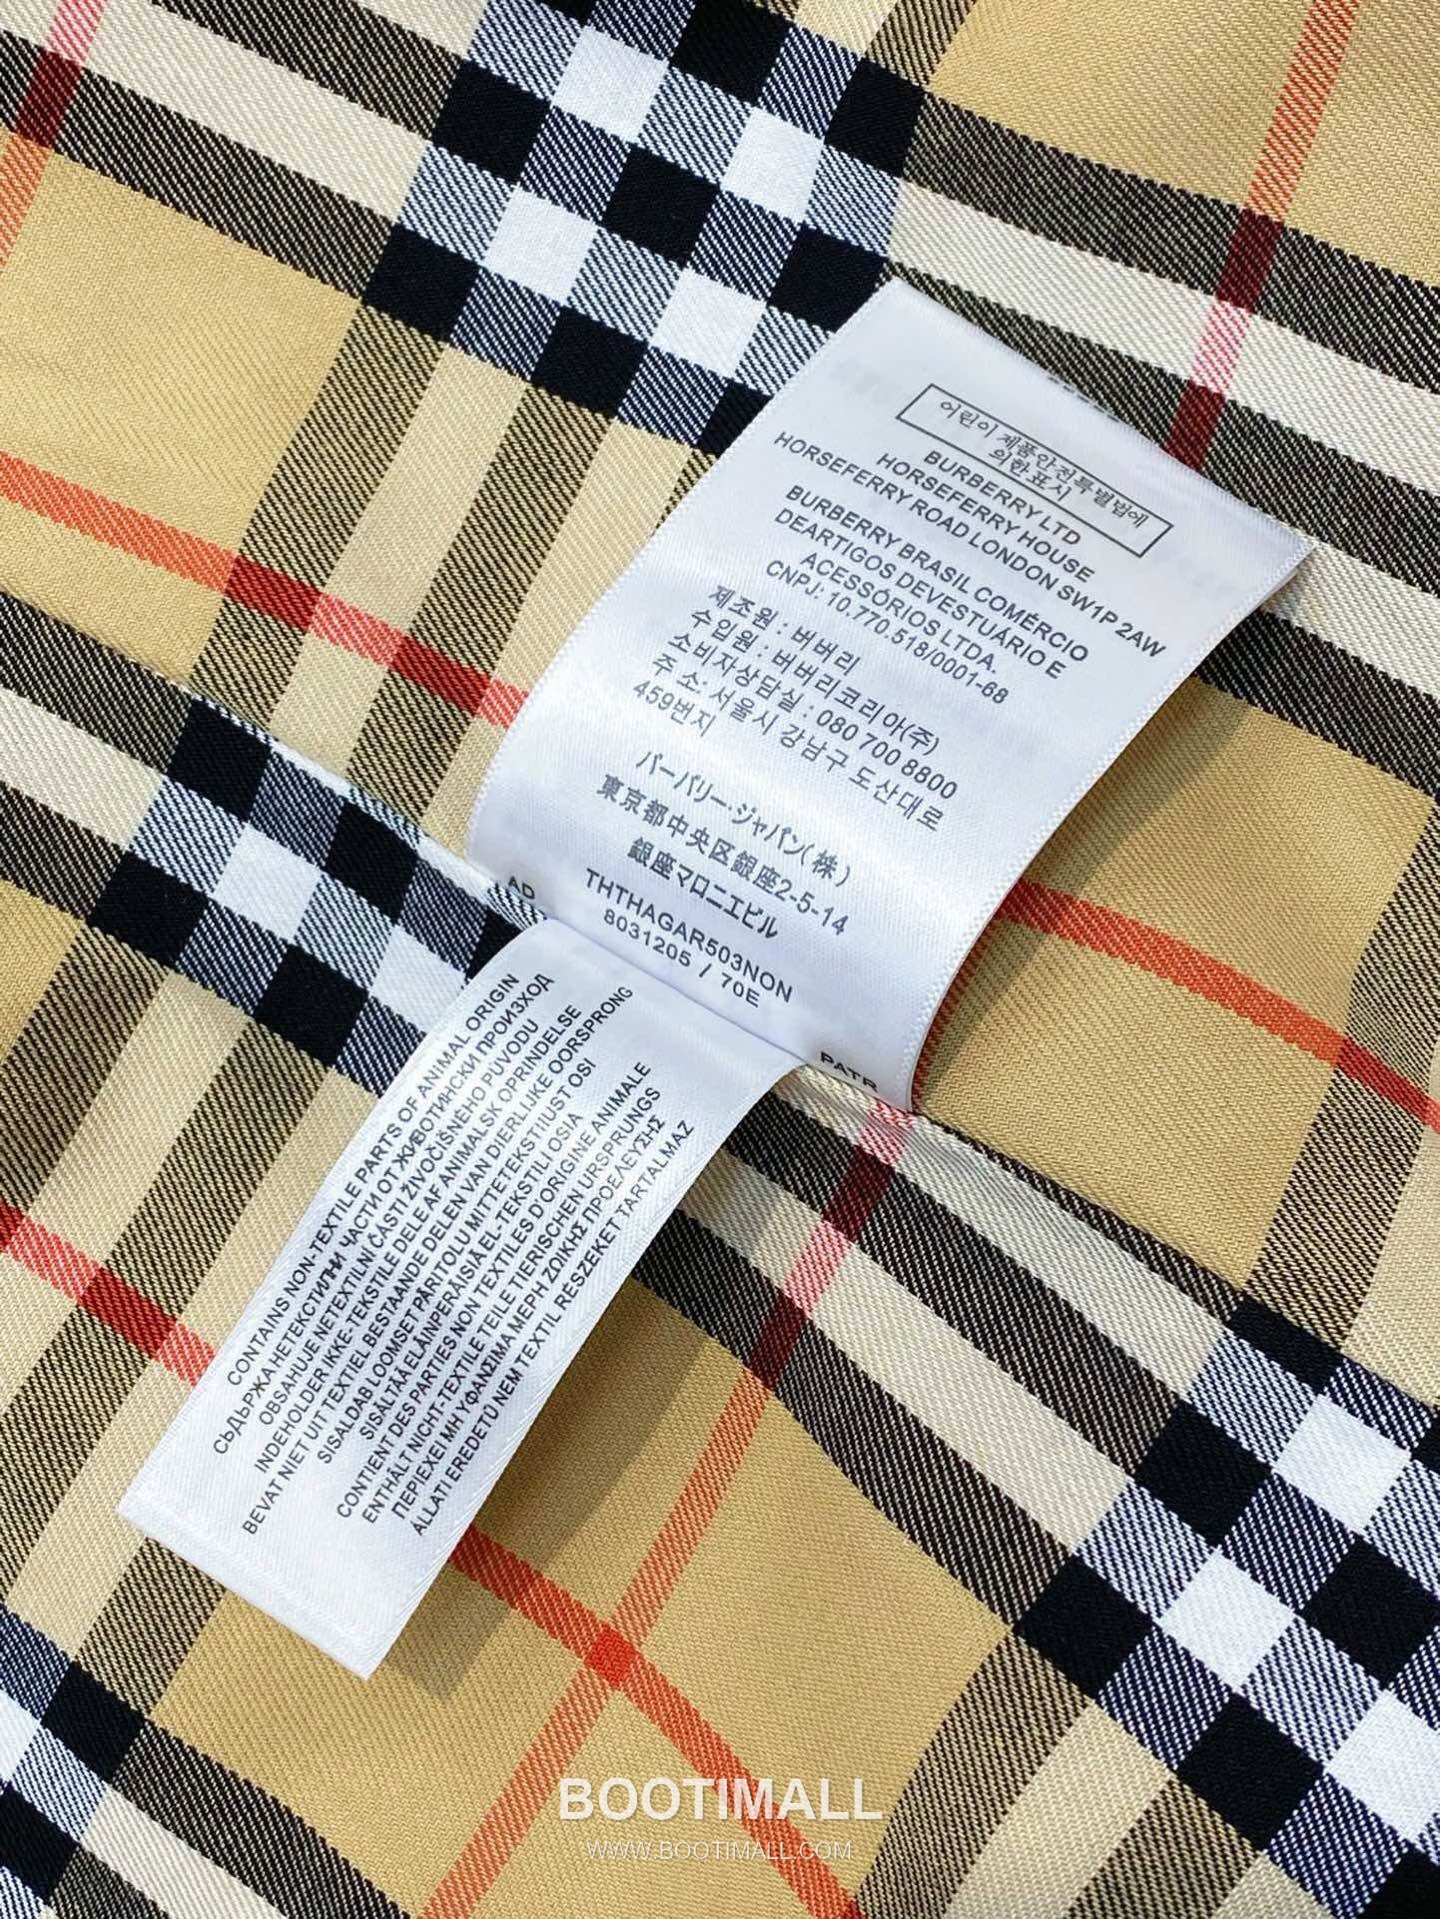 어린이제품안전특별법에
의한표시
BURBERRY LTD
HORSEFERRY HOUSE
HORSEFERRY ROAD LONDON SW1P 2AW
BURBERRY BRASIL COMÉRCIO
DEARTIGOS DEVESTUÁRIO E
ACESSÓRIOS LTDA.
CNPJ: 10.770.518/0001-68
제조원 : 버버리
수입원 : 버버리코리아(주)
소비자상담실 : 080 700 8800
주 소: 서울시 강남구 도산대로
459번지
バーバリー・ジャパン(株)
東京都中央区銀座2-5-14
銀座マロニエビル
THTHAGAR503NON
8031205 / 70E
AD
PATR
CONTAINS NON-TEXTILE PARTS OF ANIMAL ORIGIN
СЪДЪРЖА НЕТЕКСТИЛНИ ЧАСТИ ОТ ЖИВОТИНСКИ ПРОИЗХОД
OBSAHUJE NETEXTILNÍ ČÁSTI ŽIVOČIŠNÉHO PŮVODU
INDEHOLDER IKKE-TEKSTILE DELE AF ANIMALSK OPRINDELSE
BEVAT NIET UIT TEXTIEL BESTAANDE DELEN VAN DIERLIJKE OORSPRONG
SISALDAB LOOMSET PÄRITOLU MITTETEKSTIILIST OSI
SISÄLTÄÄ ELÄINPERÄISIÄ EI-TEKSTIILI OSIA
CONTIENT DES PARTIES NON TEXTILES D'ORIGINE ANIMALE
ENTHÄLT NICHT-TEXTILE TEILE TIERISCHEN URSPRUNGS
ΠΕΡΙΕΧΕΙ ΜΗ ΥΦΑΝΣΙΜΑ ΜΕΡΗ ΖΩΙΚΗΣ ΠΡΟΕΛΕΥΣΗΣ
ÁLLATI EREDETŰ NEM TEXTIL RÉSZEKET TARTALMAZ
BOOTIMALL
WWW.BOOTIMALL.COM